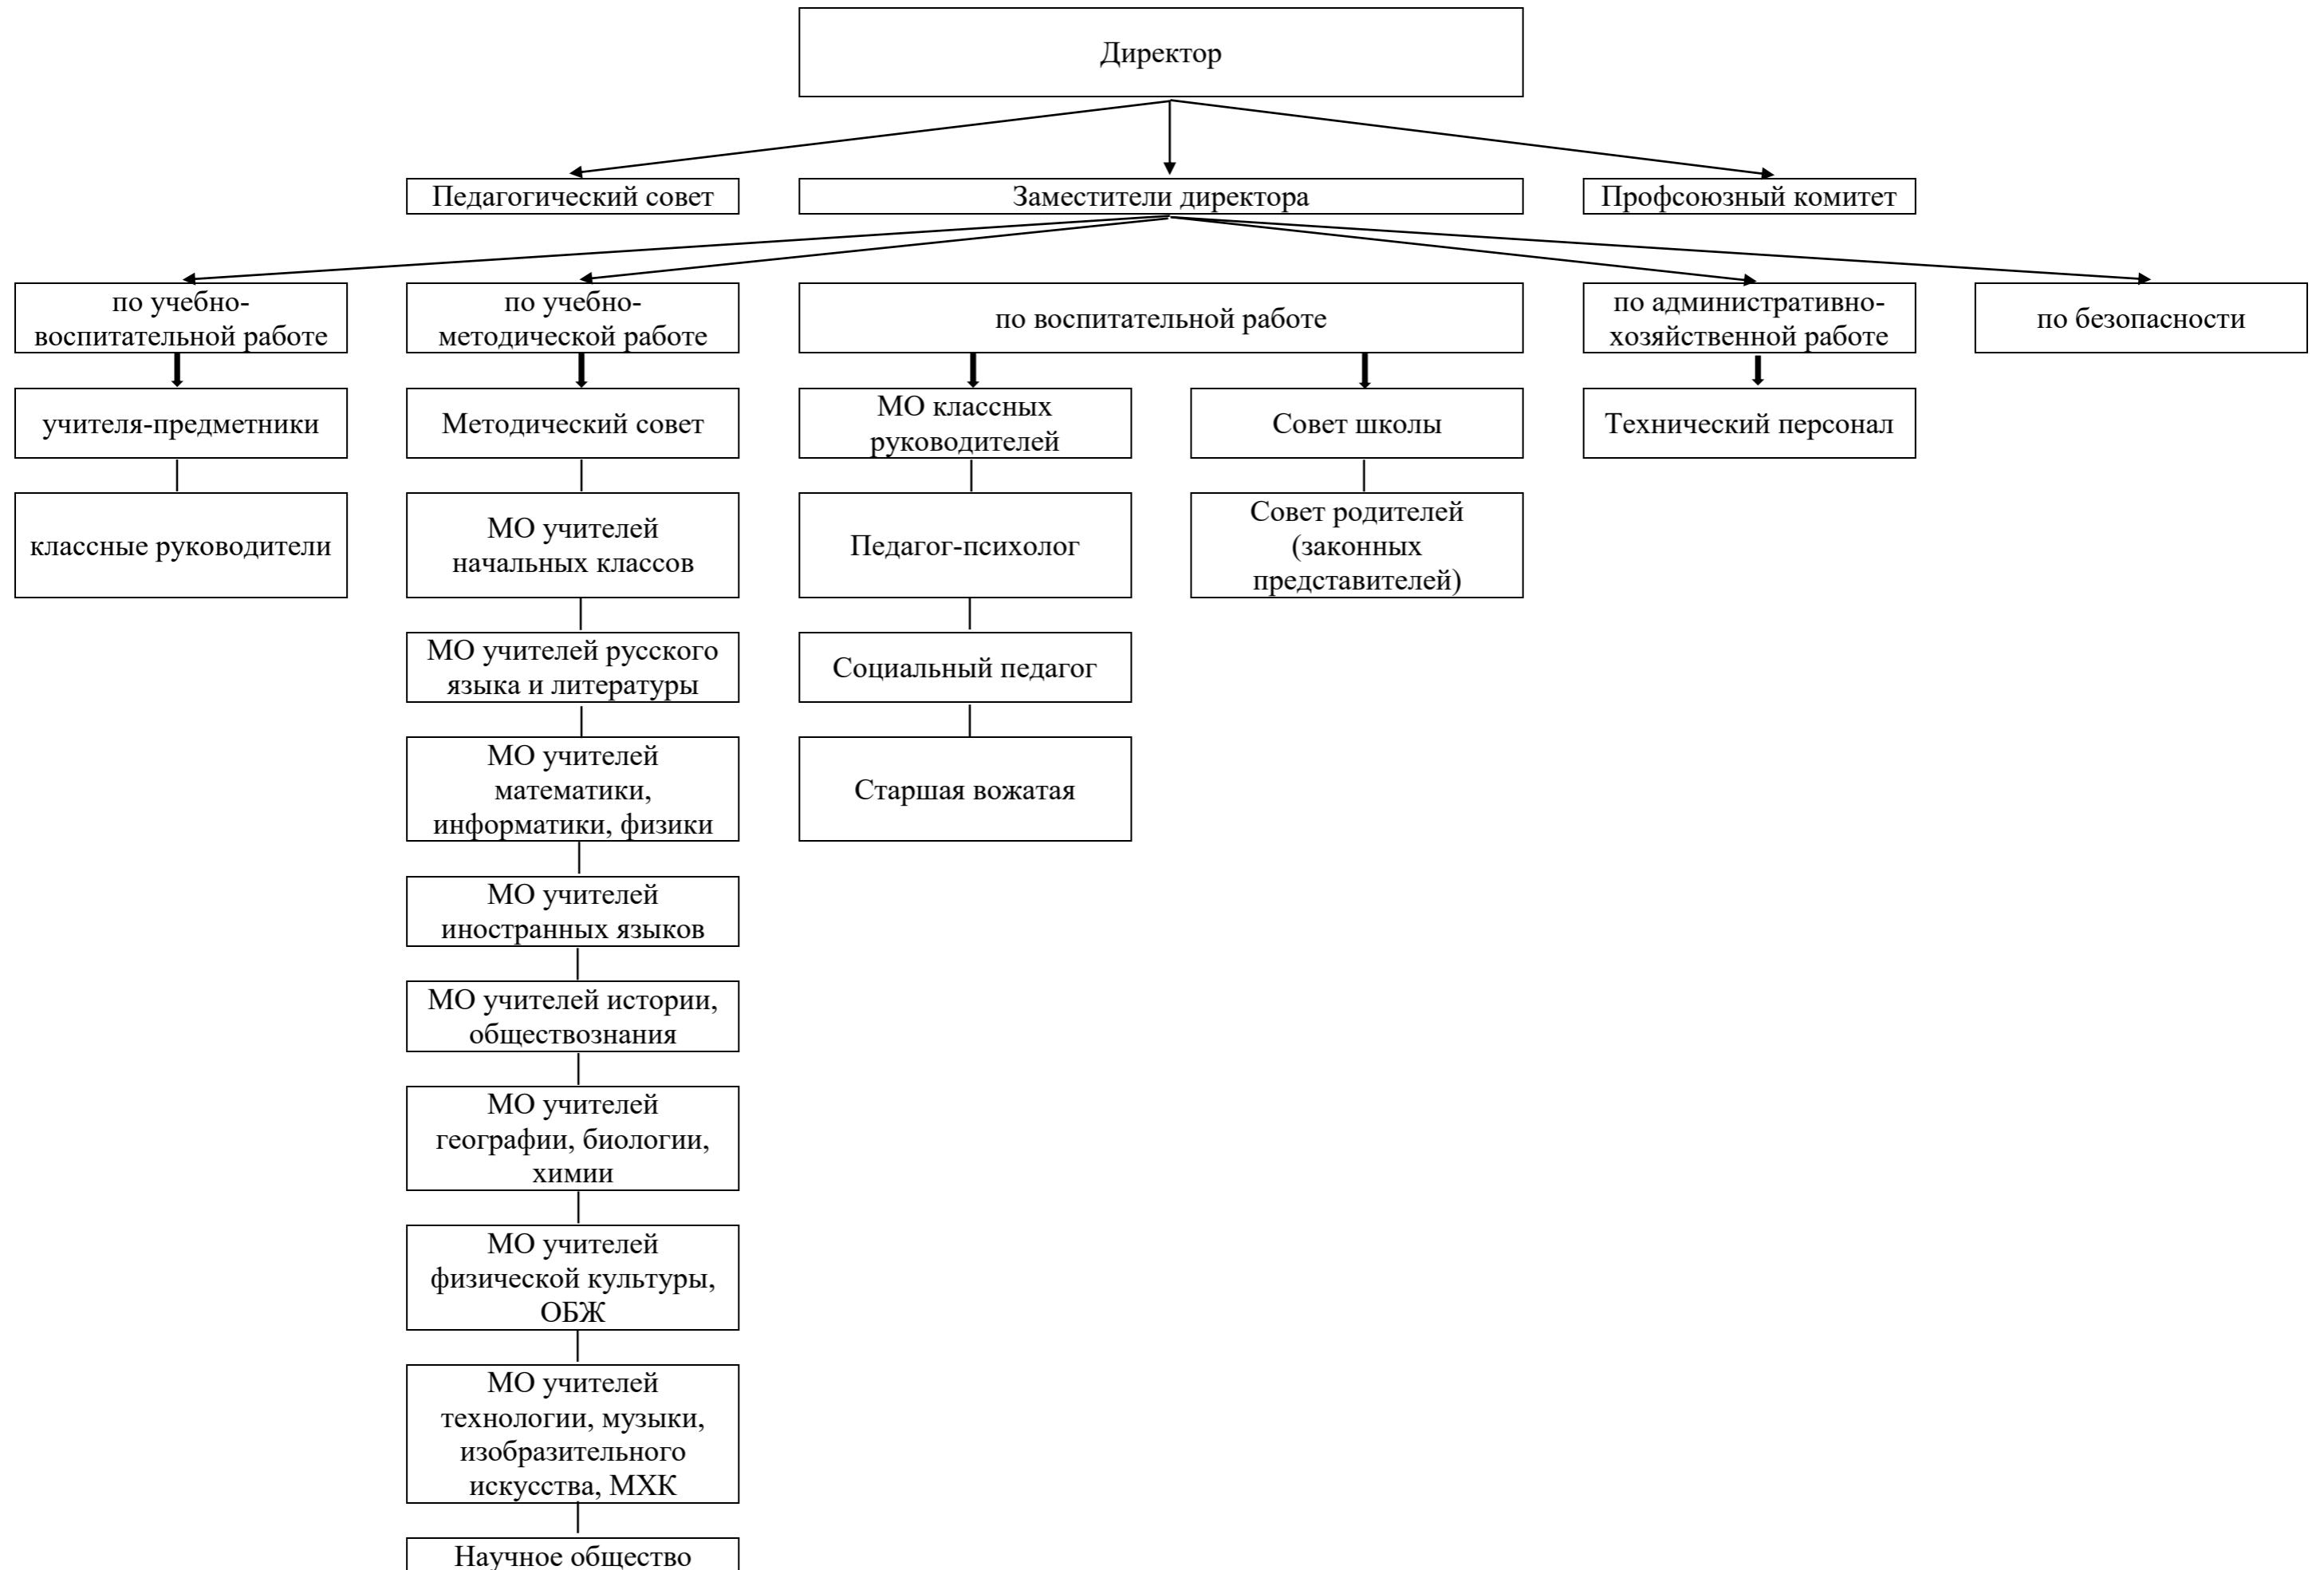 Директор
Педагогический совет
Заместители директора
Профсоюзный комитет
по учебно-
воспитательной работе
по учебно-
методической работе
по воспитательной работе
по административно-
хозяйственной работе
по безопасности
учителя-предметники
Методический совет
МО классных
руководителей
Совет школы
Технический персонал
классные руководители
МО учителей
начальных классов
Педагог-психолог
Совет родителей
(законных
представителей)
МО учителей русского
языка и литературы
Социальный педагог
МО учителей
математики,
информатики, физики
Старшая вожатая
МО учителей
иностранных языков
МО учителей истории,
обществознания
МО учителей
географии, биологии,
химии
МО учителей
физической культуры,
ОБЖ
МО учителей
технологии, музыки,
изобразительного
искусства, МХК
Научное общество